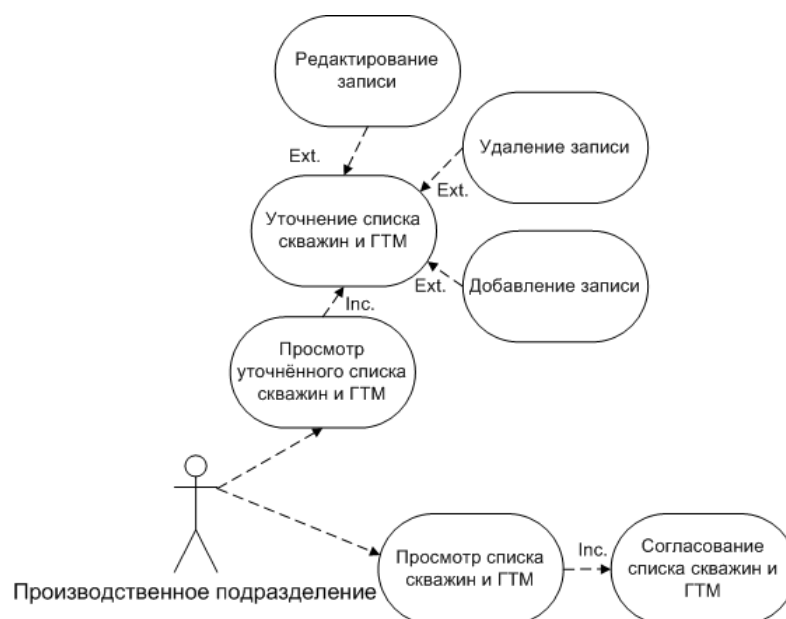 Редактирование
записи
Ext.
Удаление записи
Ext.
Уточнение списка
скважин и ГТМ
Ext.
Добавление записи
Inc.
Просмотр
уточнённого списка
скважин и ГТМ
Производственное подразделение
Просмотр списка
скважин и ГТМ
Inc.
Согласование
списка скважин и
ГТМ